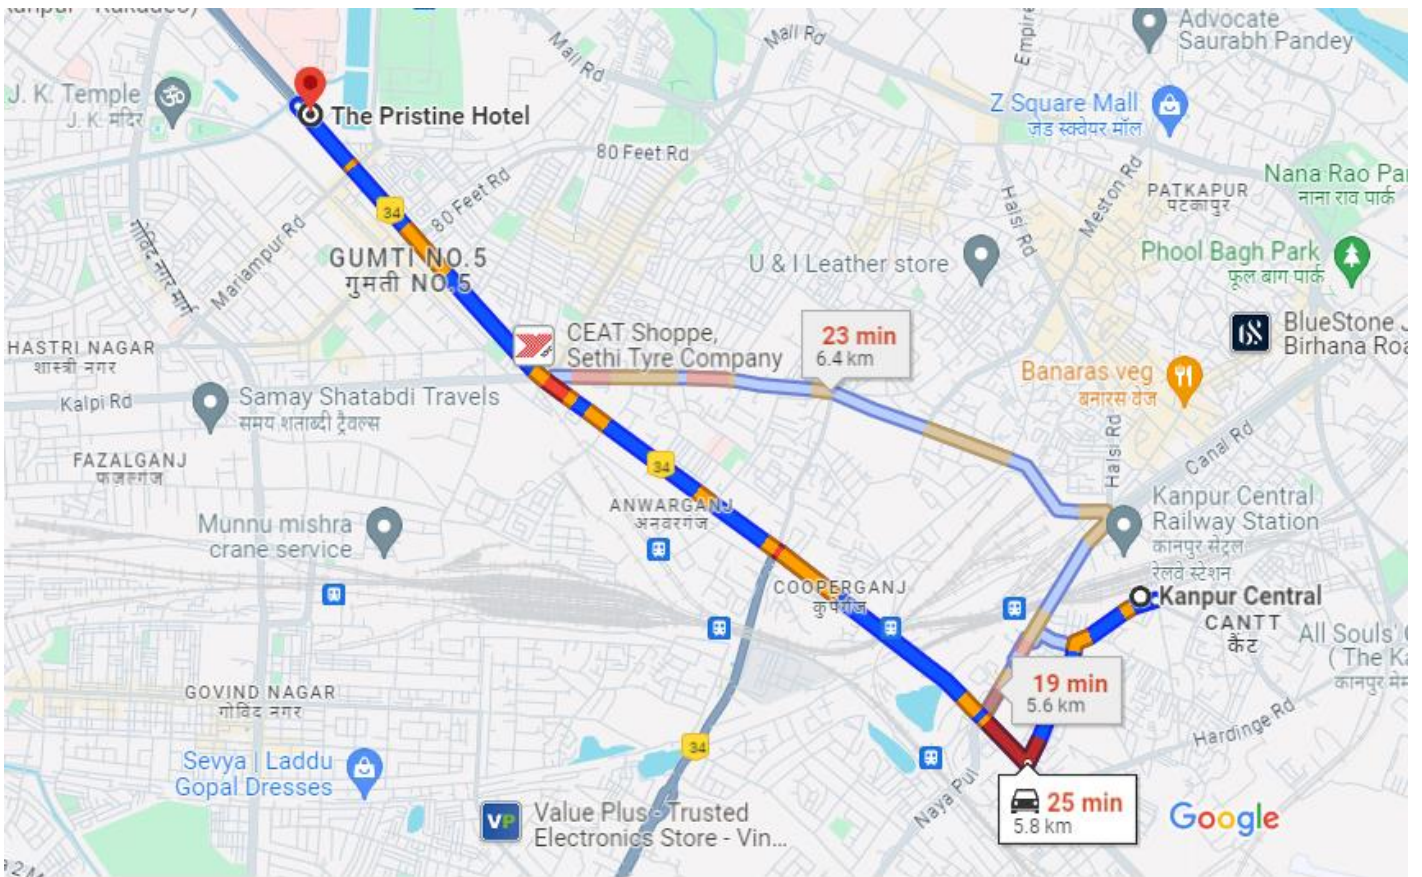 Advocate
Saurabh Pandey
Mall Rd
Mall Rd
Empire
J. K. Temple
J. K. मंदिर
The Pristine Hotel
Z Square Mall
जेड स्क्वेयर मॉल
80 Feet Rd
80 Feet Rd
Halsi Rd
Meston Rd
PATKAPUR
पटकापुर
Nana Rao Par
नाना राव पार्क
34
गोविंद नगर मार्ग
Mariampur Rd
GUMTI NO.5
गुमती NO.5
U & I Leather store
Phool Bagh Park
फूल बाग पार्क
CEAT Shoppe,
Sethi Tyre Company
23 min
6.4 km
BlueStone J
Birhana Roa
HASTRI NAGAR
शास्त्री नगर
Kalpi Rd
Samay Shatabdi Travels
समय शताब्दी ट्रैवल्स
Banaras veg
बनारस वेज
Halsi Rd
Canal Rd
FAZALGANJ
फजलगंज
34
ANWARGANJ
अनवरगंज
Kanpur Central
Railway Station
कानपुर सेंट्रल
रेलवे स्टेशन
Munnu mishra
crane service
COOPERGANJ
कूपरगंज
Kanpur Central
CANTT
कैंट
All Souls' C
( The Ka
कानपुर मेम
19 min
5.6 km
GOVIND NAGAR
गोविंद नगर
Hardinge Rd
34
Sevya | Laddu
Gopal Dresses
Naya Pul
25 min
5.8 km
VP
Value Plus - Trusted
Electronics Store - Vin...
Google